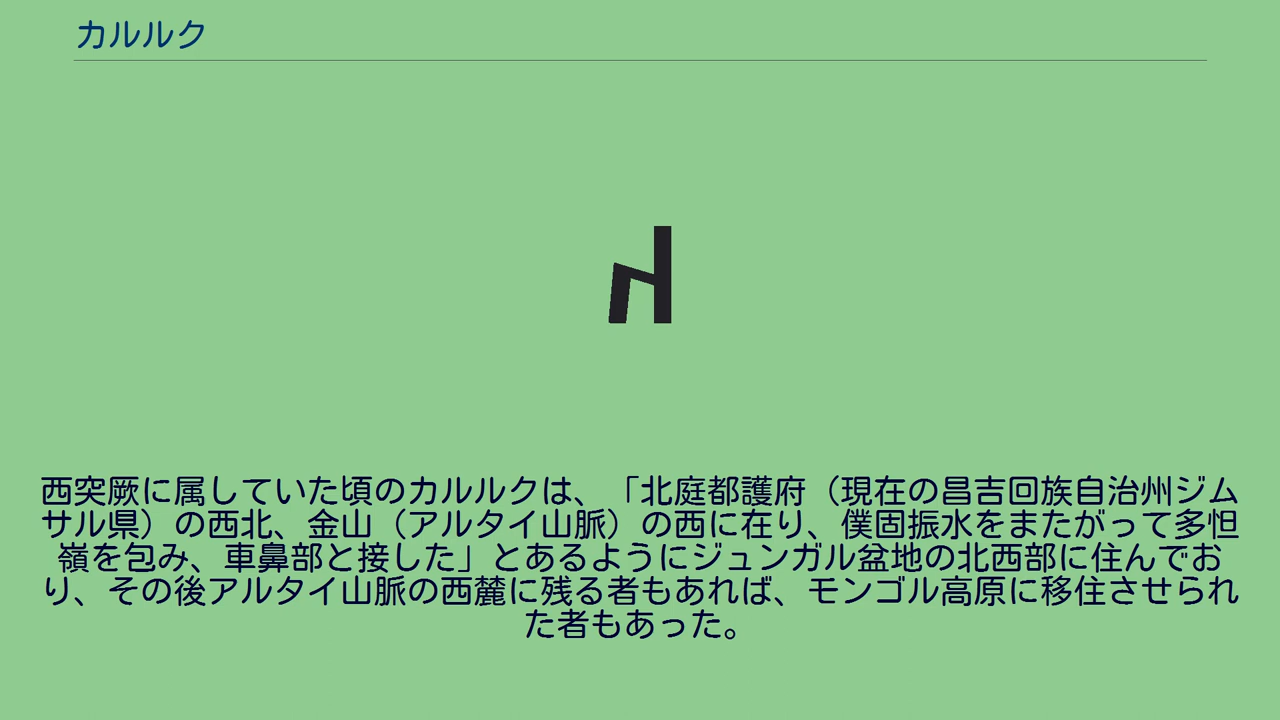 カルルク
西突厥に属していた頃のカルルクは、「北庭都護府（現在の昌吉回族自治州ジム
サル県）の西北、金山（アルタイ山脈）の西に在り、僕固振水をまたがって多怛
嶺を包み、車鼻部と接した」とあるようにジュンガル盆地の北西部に住んでお
り、その後アルタイ山脈の西麓に残る者もあれば、モンゴル高原に移住させられ
た者もあった。